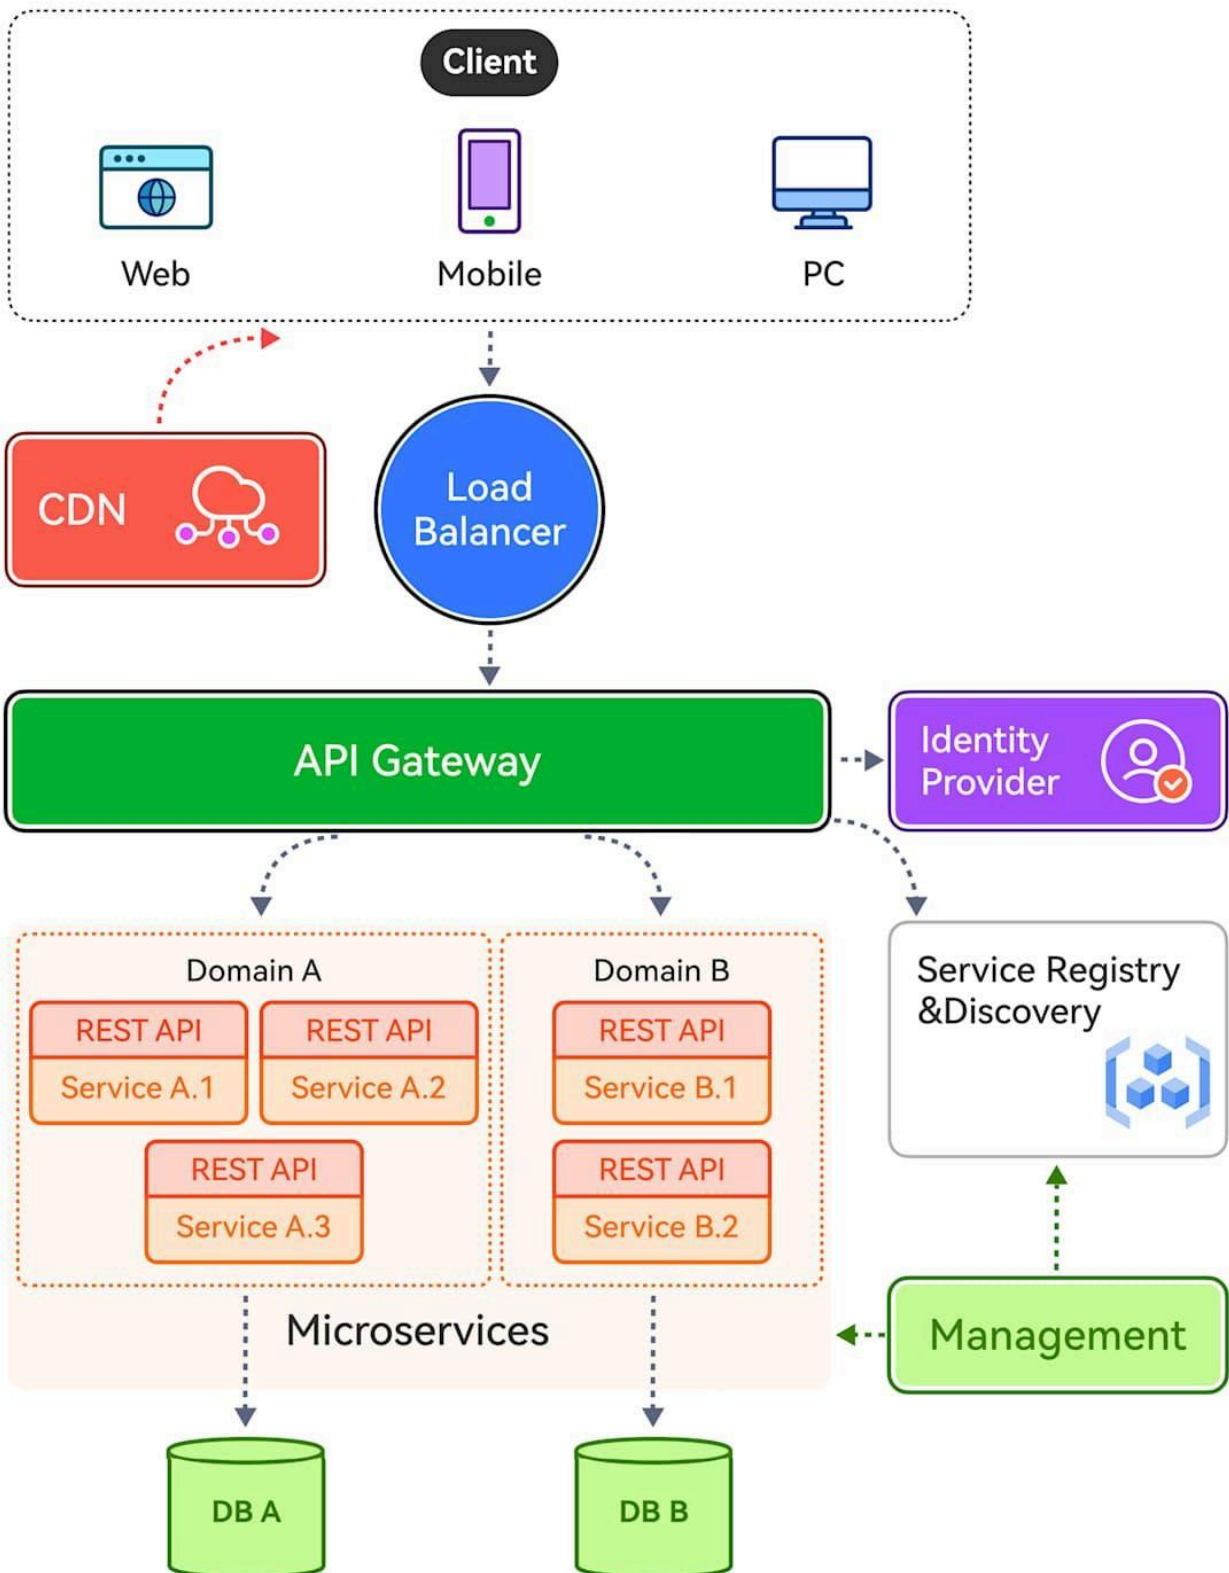 Client
Web
Mobile
PC
CDN
Load
Balancer
API Gateway
Identity
Provider
Domain A
Domain B
REST API
REST API
REST API
Service A.1
Service A.2
Service B.1
REST API
REST API
Service A.3
Service B.2
Service Registry
&Discovery
Microservices
Management
DB A
DB B